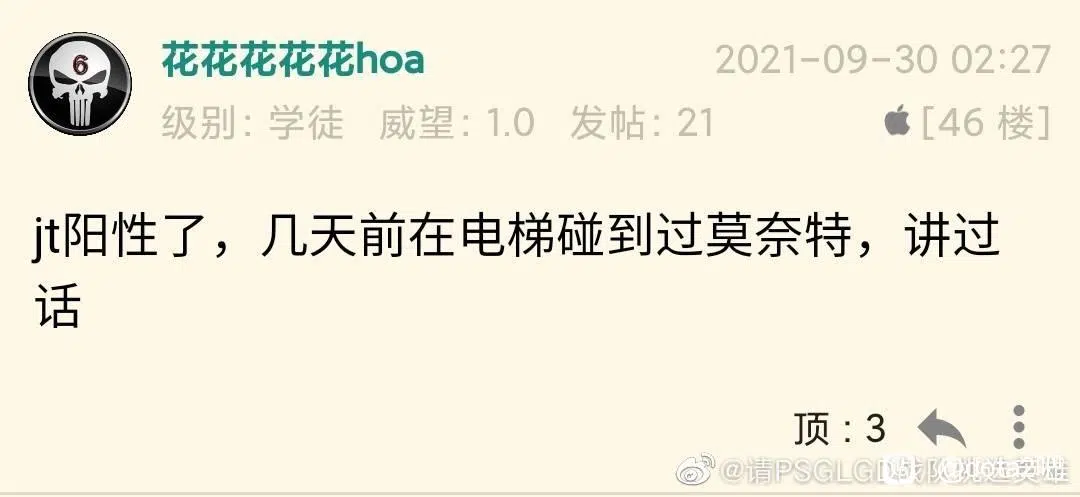 6
花花花花花hoa
2021-09-30 02:27
级别: 学徒 威望: 1.0 发帖: 21
[46 楼]
jt阳性了，几天前在电梯碰到过莫奈特，讲过
话
顶 : 3
@请PSGLGD战队